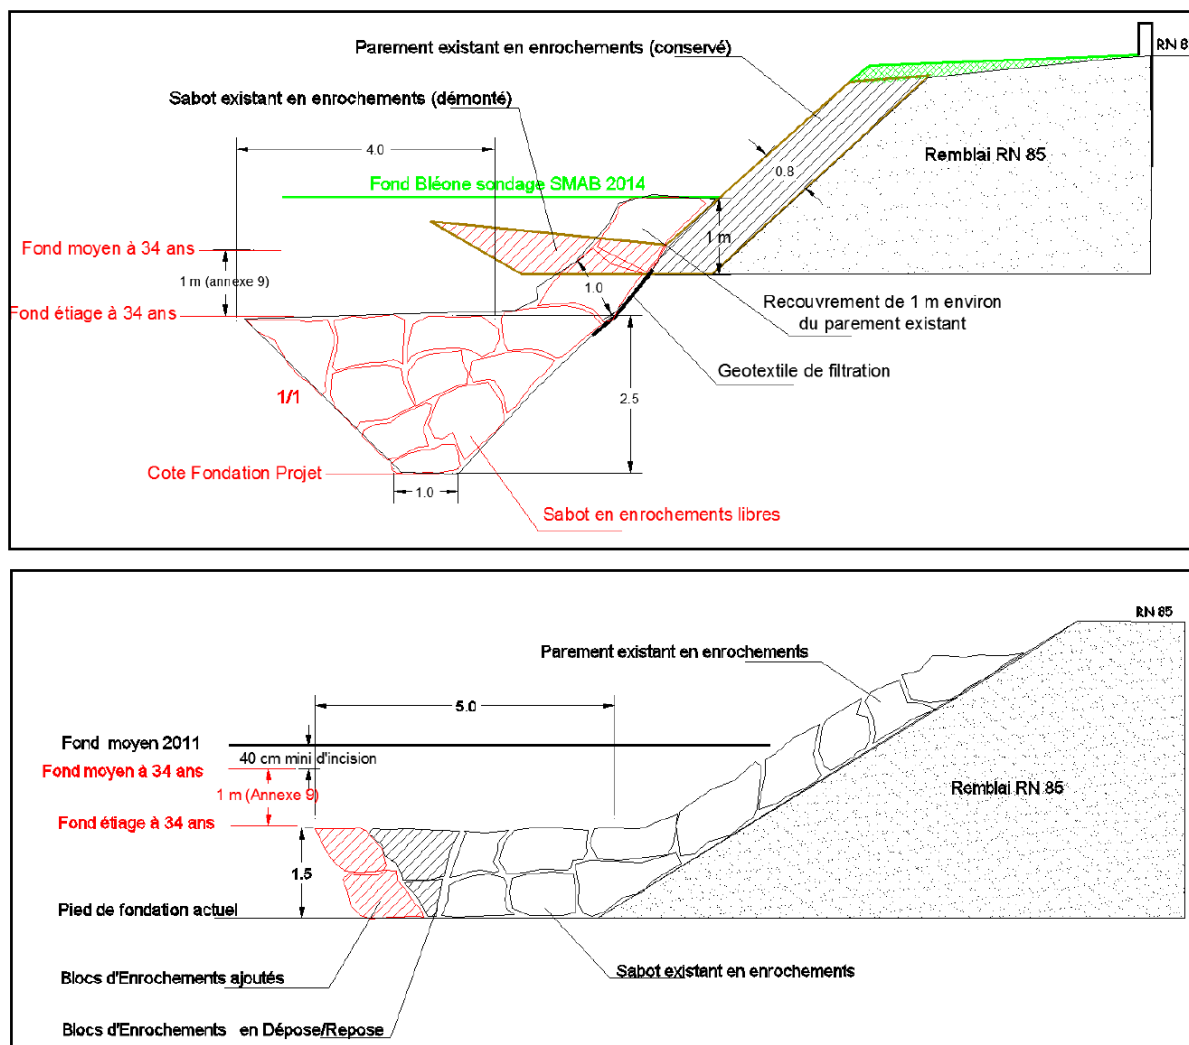 Parement existant en enrochements (conservé)
RN 8
Sabot existant en enrochements (démonté)
4.0
Remblai RN 85
0.8
Fond Bléone sondage SMAB 2014
1 m
Fond moyen à 34 ans
1 m (annexe 9)
1.0
Recouvrement de 1 m environ
du parement existant
Fond étiage à 34 ans
Geotextile de filtration
1/1
2.5
Cote Fondation Projet
1.0
Sabot en enrochements libres
RN 85
Parement existant en enrochements
5.0
Fond moyen 2011
40 cm mini d'incision
Fond moyen à 34 ans
1 m (Annexe 9)
Remblai RN 85
Fond étiage à 34 ans
1.5
Pied de fondation actuel
Blocs d'Enrochements ajoutés
Sabot existant en enrochements
Blocs d'Enrochements en Dépose/Repose